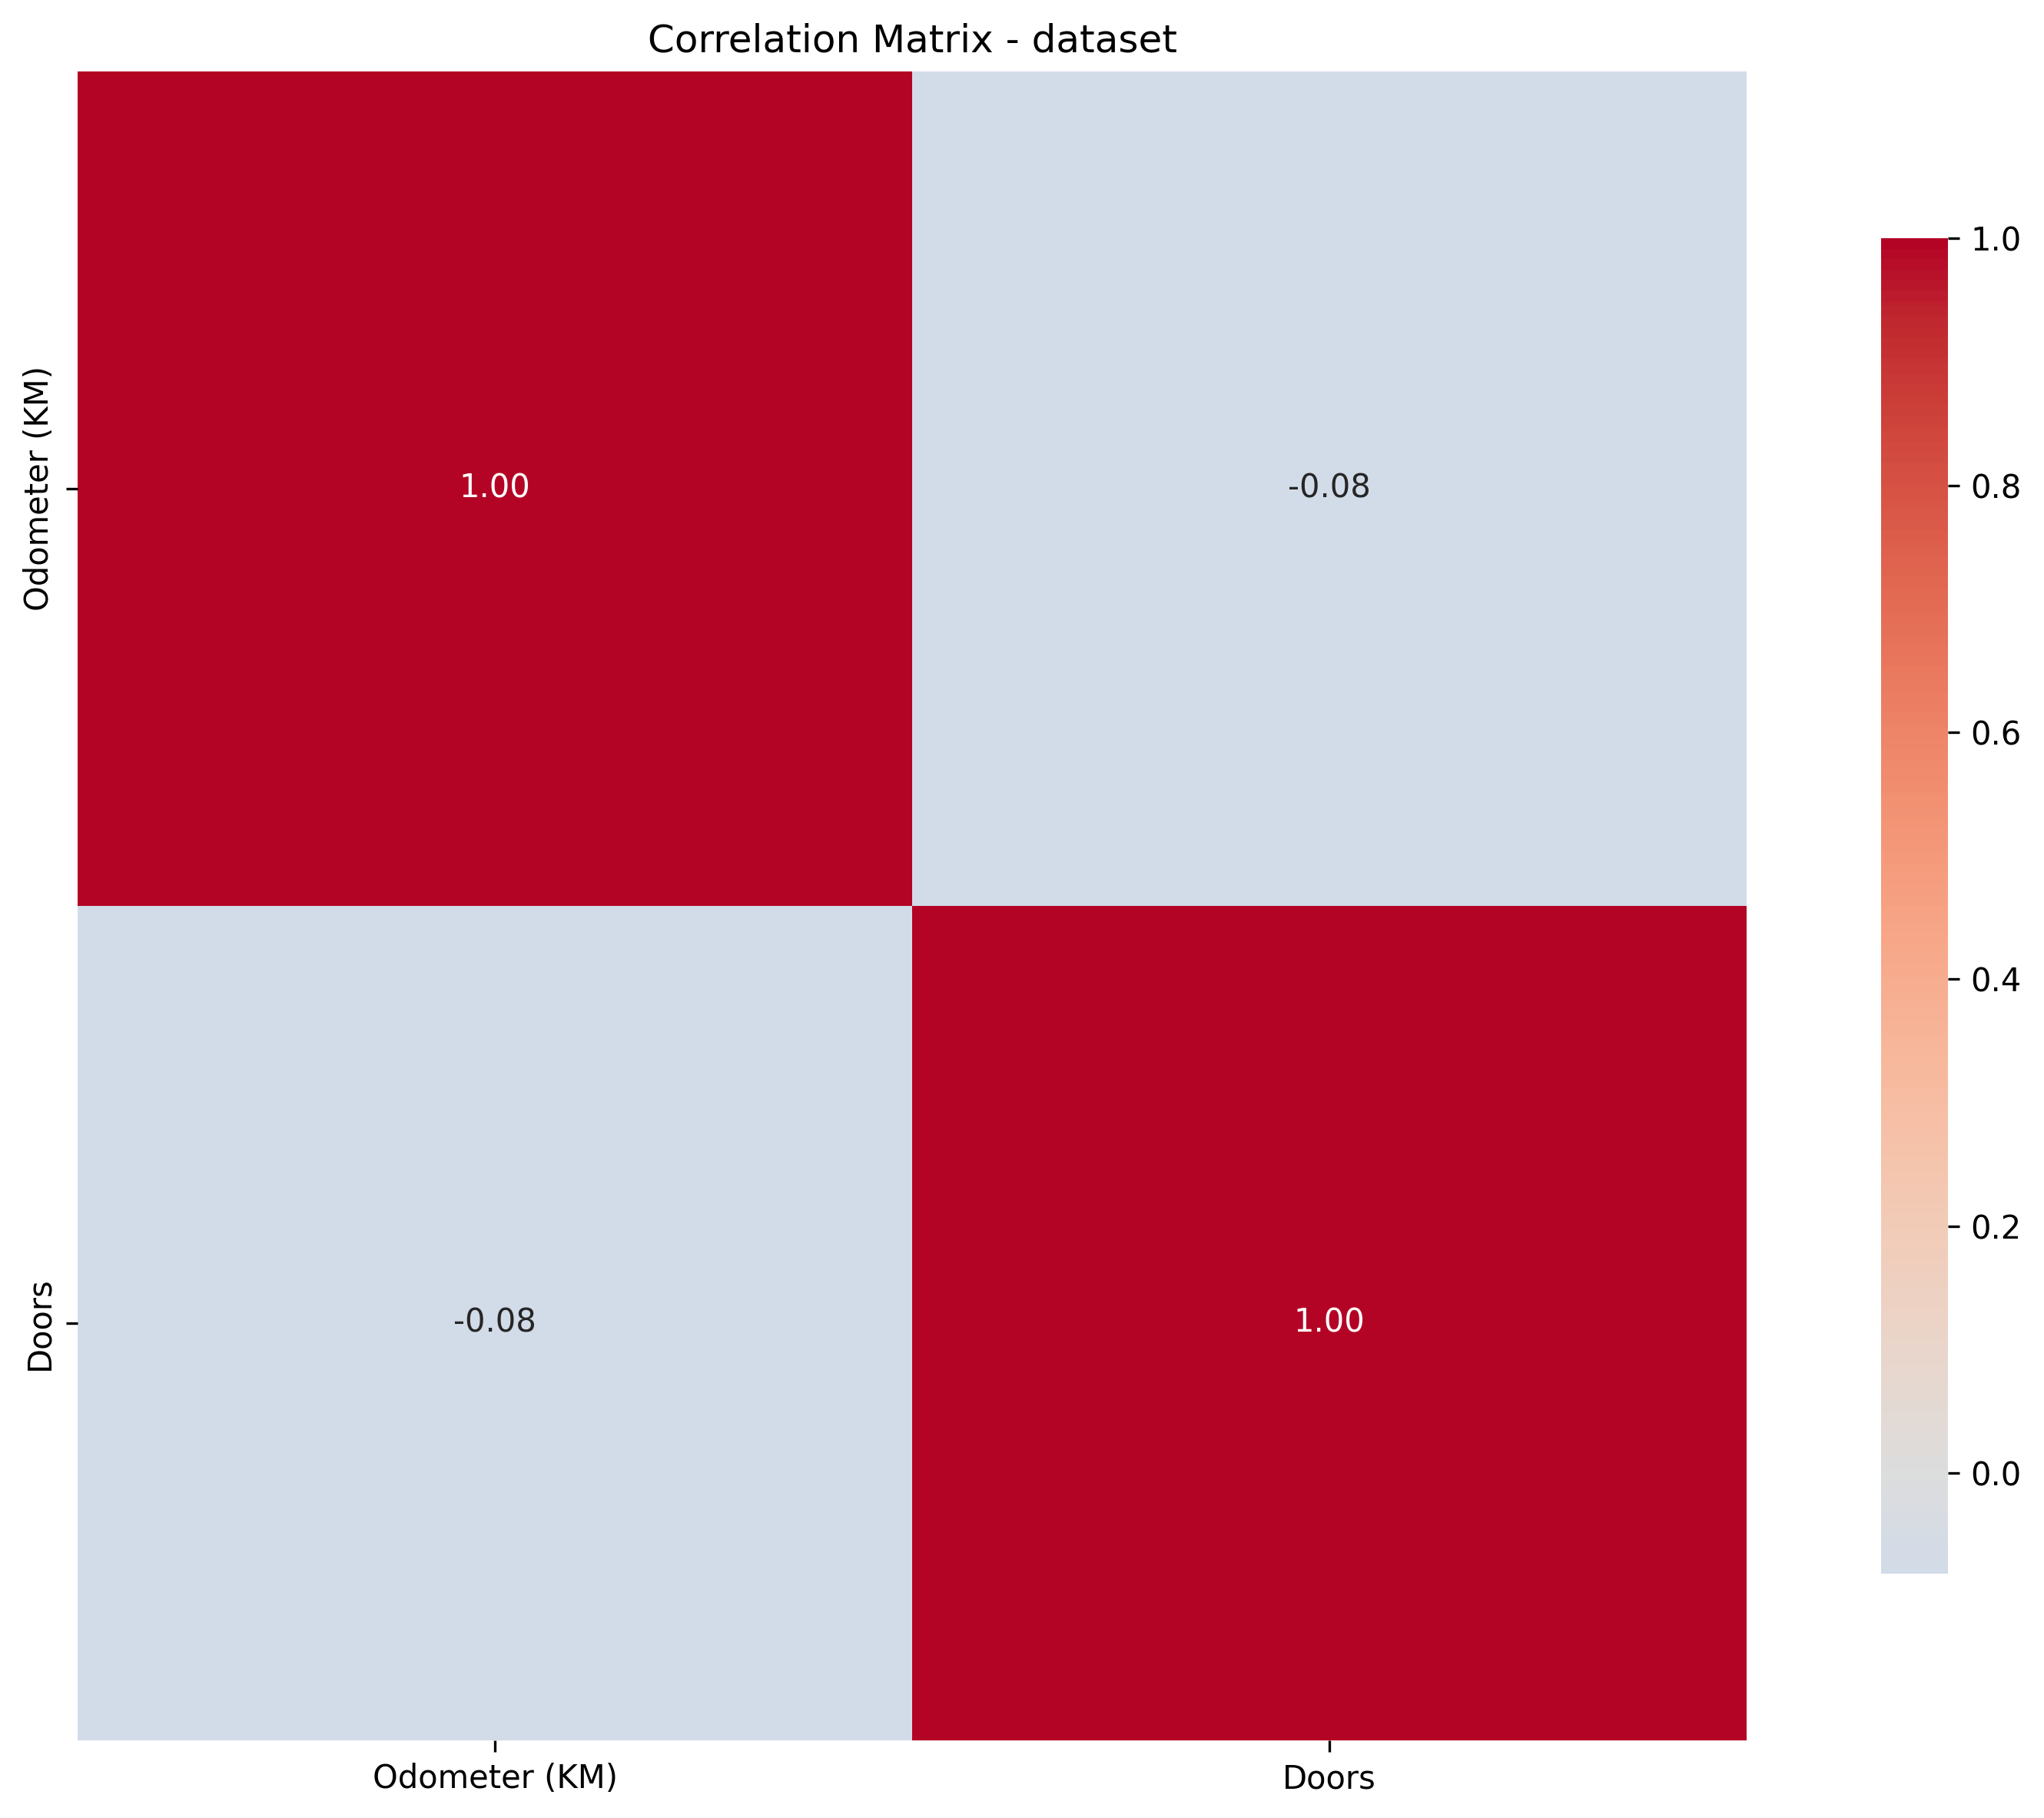 Correlation Matrix - dataset
Odometer (KM)
1.00
-0.08
Doors
-0.08
1.00
Odometer (KM)
Doors
1.0
0.8
0.6
0.4
0.2
0.0